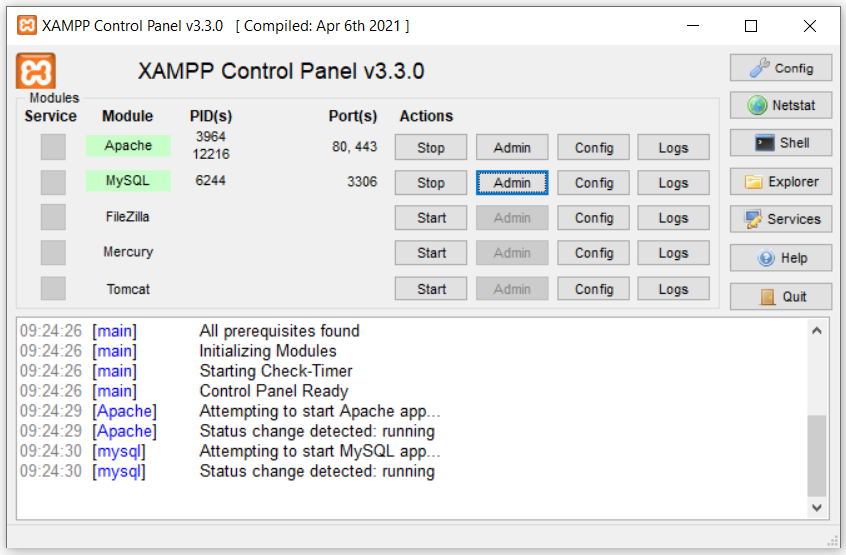 XAMPP Control Panel v3.3.0 [ Compiled: Apr 6th 2021 ]
XAMPP Control Panel v3.3.0
Config
Modules
Service Module PID(s) Port(s) Actions
Netstat
Apache 3964 12216 80, 443 Stop Admin Config Logs
Shell
MySQL 6244 3306 Stop Admin Config Logs
Explorer
FileZilla Start Admin Config Logs
Services
Mercury Start Admin Config Logs
Help
Tomcat Start Admin Config Logs
Quit
09:24:26 [main] All prerequisites found
09:24:26 [main] Initializing Modules
09:24:26 [main] Starting Check-Timer
09:24:26 [main] Control Panel Ready
09:24:29 [Apache] Attempting to start Apache app...
09:24:29 [Apache] Status change detected: running
09:24:30 [mysql] Attempting to start MySQL app...
09:24:30 [mysql] Status change detected: running